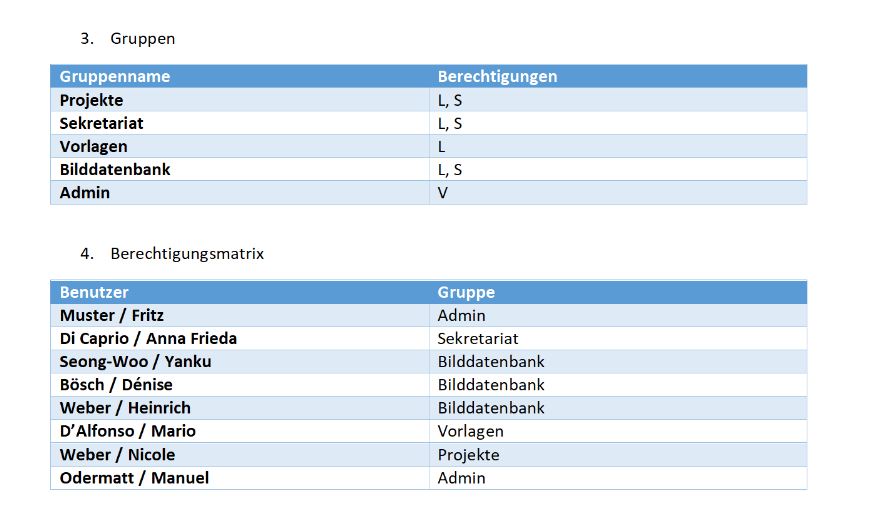 3. Gruppen
Gruppenname Berechtigungen
Projekte L, S
Sekretariat L, S
Vorlagen L
Bilddatenbank L, S
Admin V
4. Berechtigungsmatrix
Benutzer Gruppe
Muster / Fritz Admin
Di Caprio / Anna Frieda Sekretariat
Seong-Woo / Yanku Bilddatenbank
Bösch / Dénise Bilddatenbank
Weber / Heinrich Bilddatenbank
D’Alfonso / Mario Vorlagen
Weber / Nicole Projekte
Odermatt / Manuel Admin